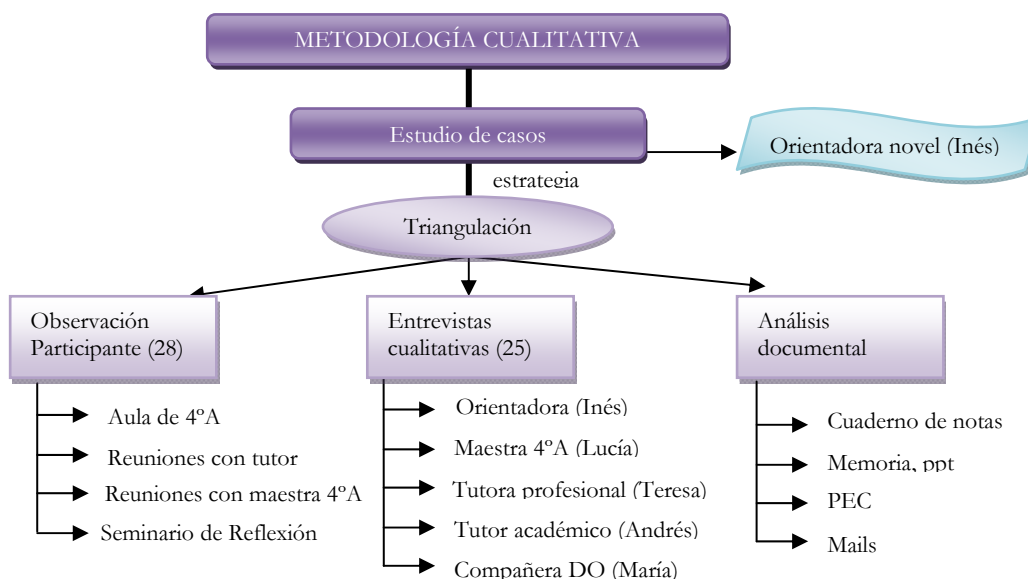 METODOLOGÍA CUALITATIVA
Estudio de casos
Orientadora novel (Inés)
estrategia
Triangulación
Observación
Participante (28)
Aula de 4ºA
Reuniones con tutor
Reuniones con maestra 4ºA
Seminario de Reflexión
Entrevistas
cualitativas (25)
Orientadora (Inés)
Maestra 4ºA (Lucía)
Tutora profesional (Teresa)
Tutor académico (Andrés)
Compañera DO (María)
Análisis
documental
Cuaderno de notas
Memoria, ppt
PEC
Mails